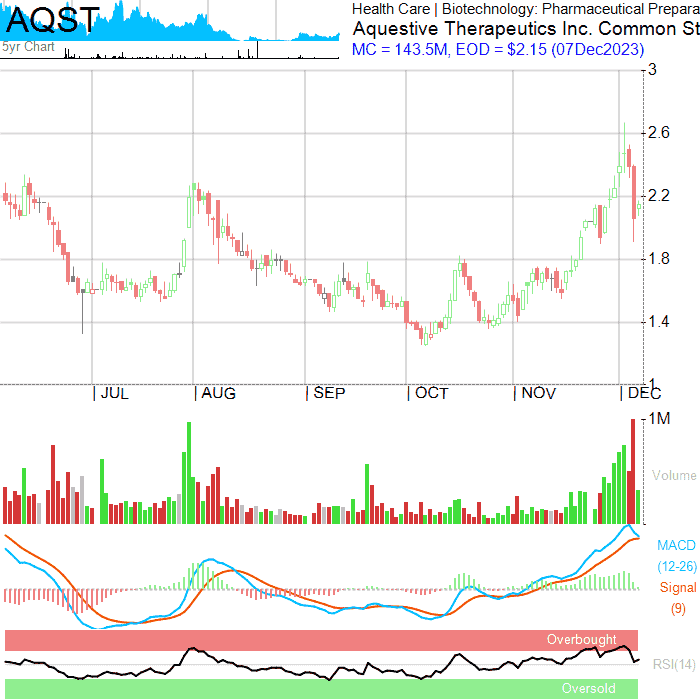 AQST
5yr Chart
Health Care | Biotechnology: Pharmaceutical Prepara
Aquestive Therapeutics Inc. Common St
MC = 143.5M, EOD = $2.15 (07Dec2023)
3
2.6
2.2
1.8
1.4
1
JUL AUG SEP OCT NOV DEC
1M
Volume
MACD
(12-26)
Signal
(9)
Overbought
RSI(14)
Oversold